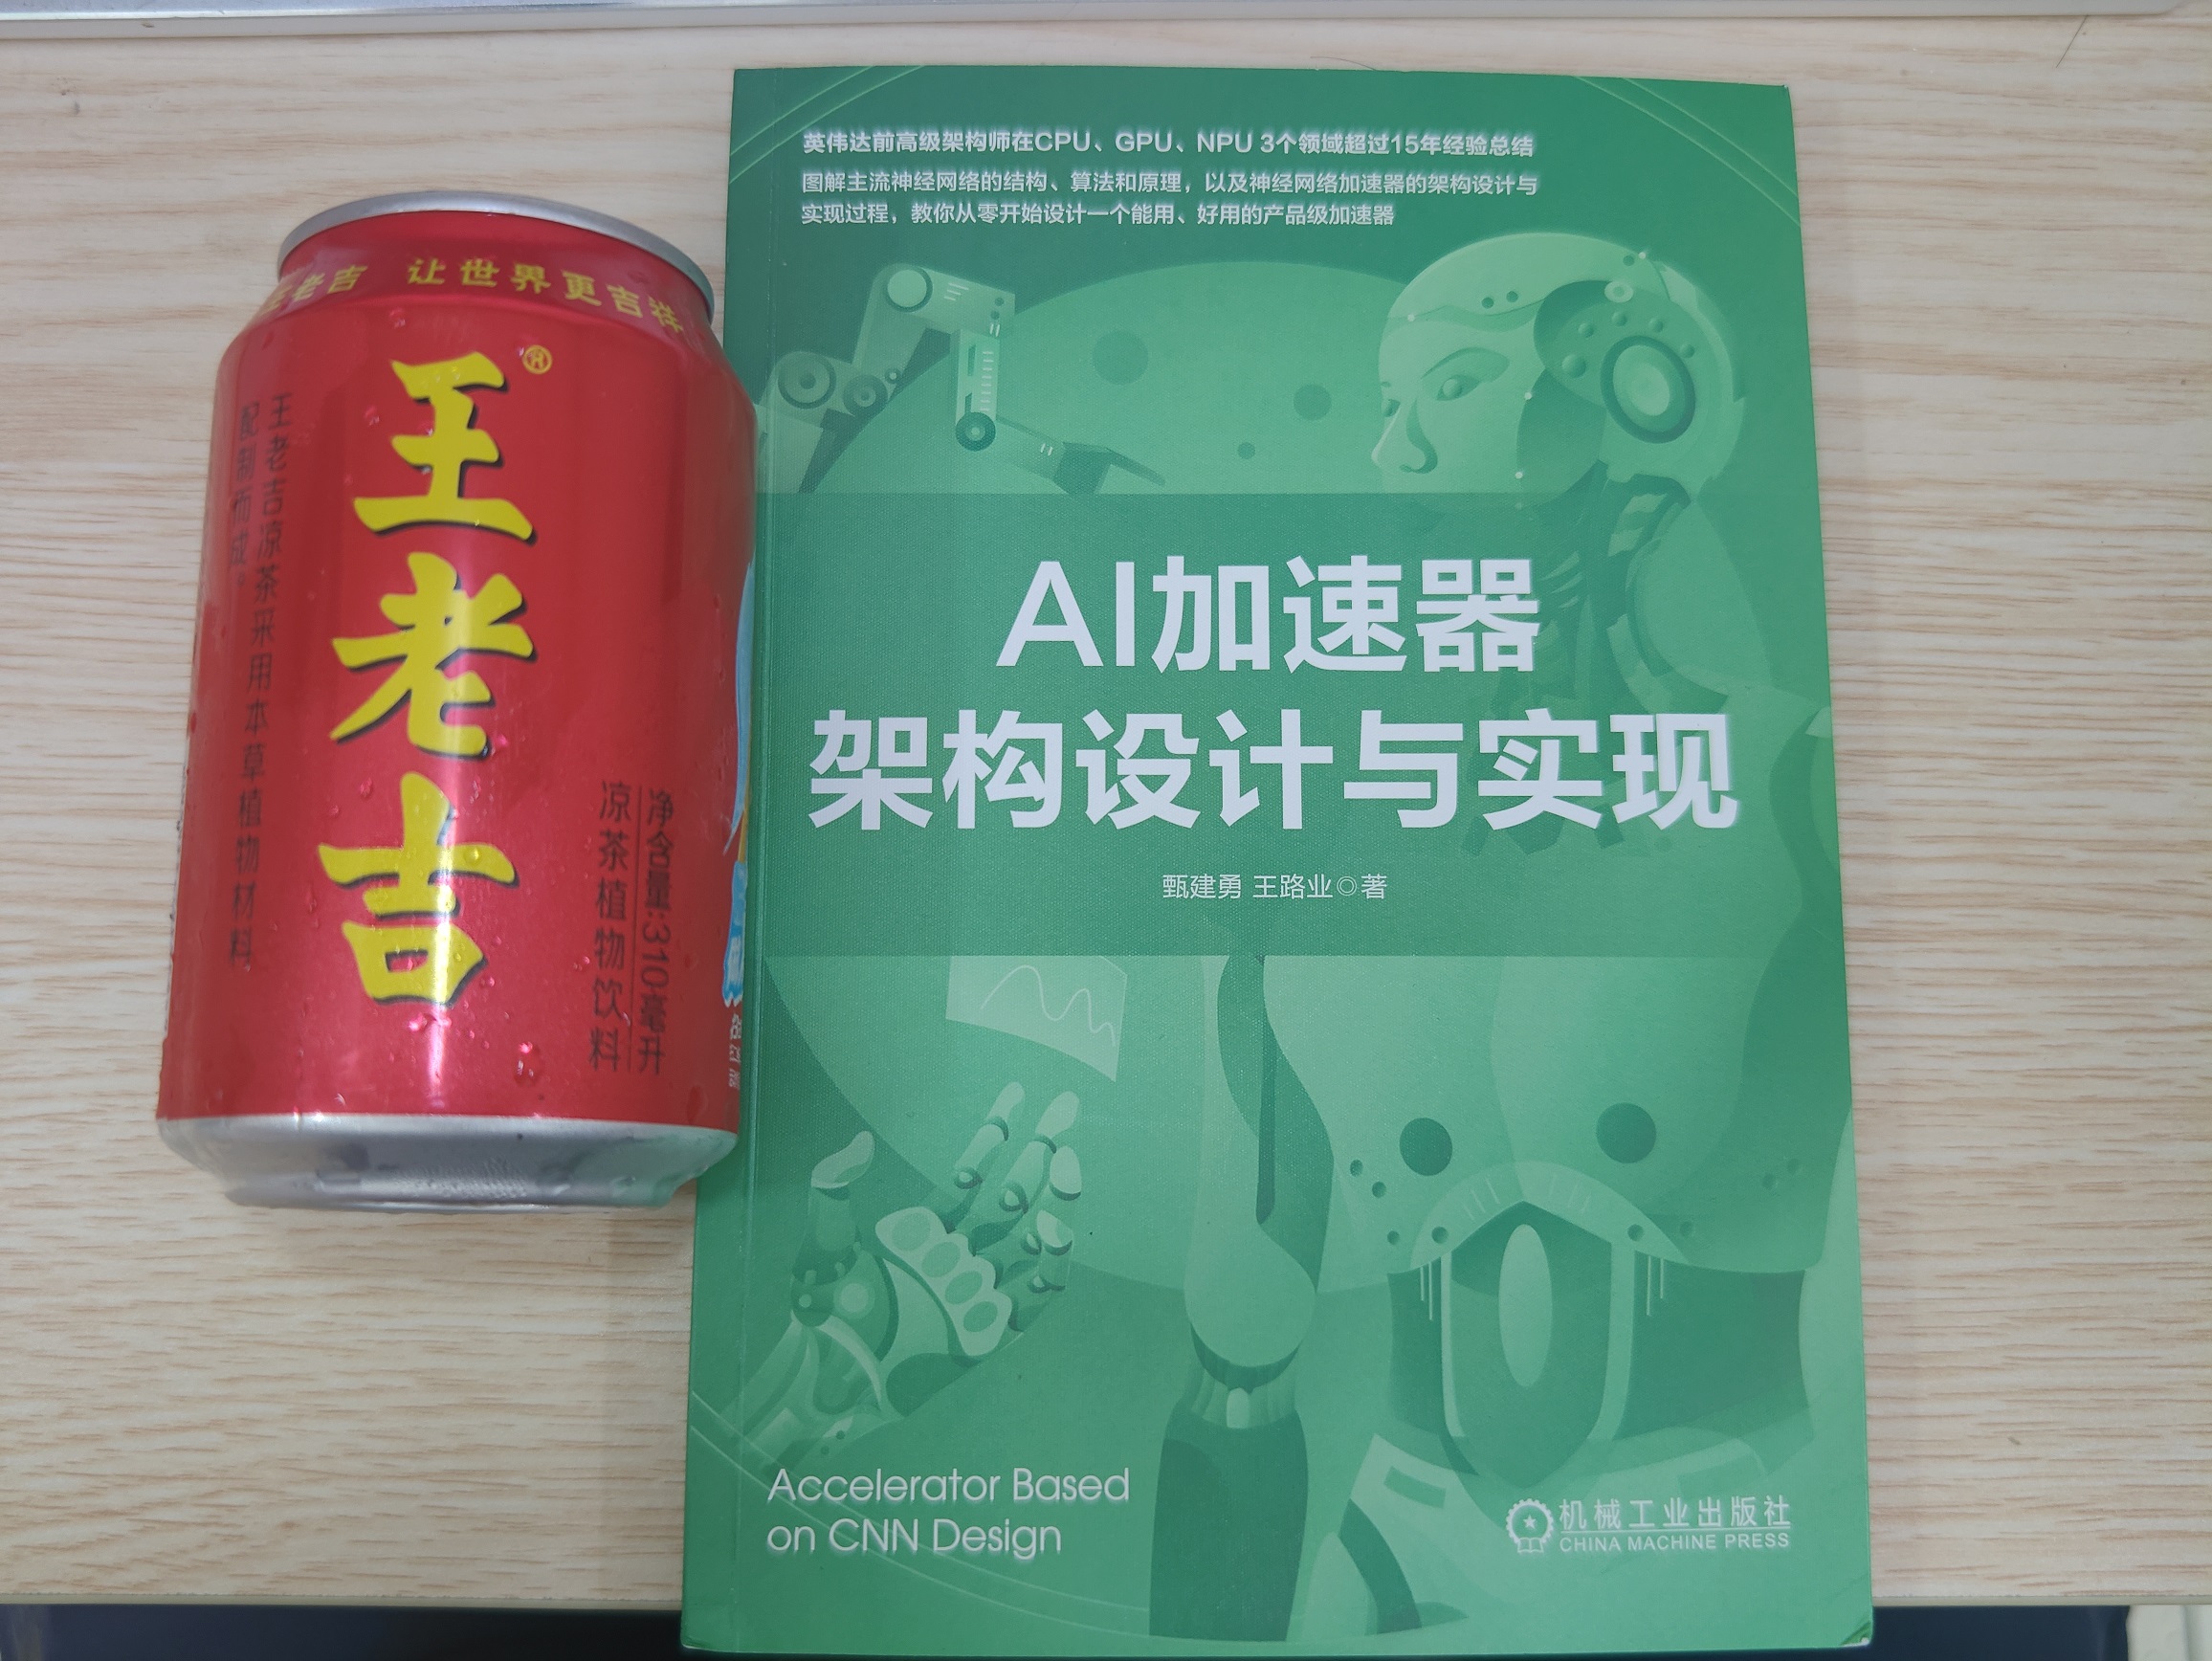 王老吉 让世界更吉祥
王老吉®
王老吉凉茶采用本草植物材料
配制而成。
净含量:310毫升
凉茶植物饮料
英伟达前高级架构师在CPU、GPU、NPU 3个领域超过15年经验总结
图解主流神经网络的结构、算法和原理，以及神经网络加速器的架构设计与
实现过程，教你从零开始设计一个能用、好用的产品级加速器
AI加速器
架构设计与实现
甄建勇 王路业◎著
Accelerator Based
on CNN Design
机械工业出版社
CHINA MACHINE PRESS